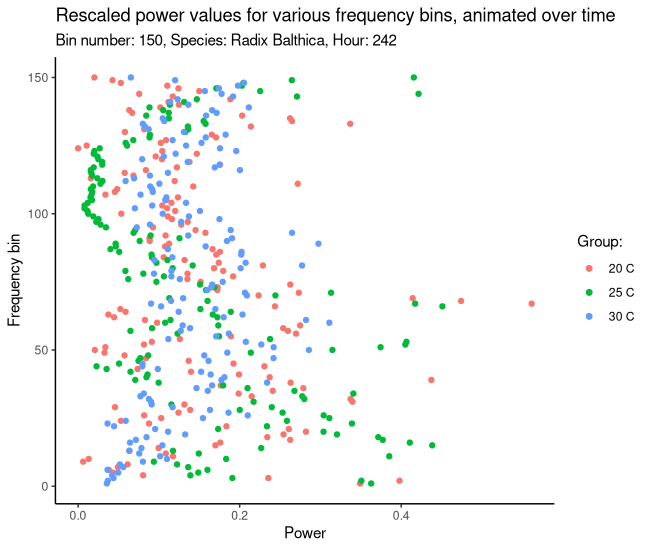 Rescaled power values for various frequency bins, animated over time
Bin number: 150, Species: Radix Balthica, Hour: 242
150
100
50
0
Frequency bin
0.0 0.2 0.4
Power
Group:
20 C
25 C
30 C